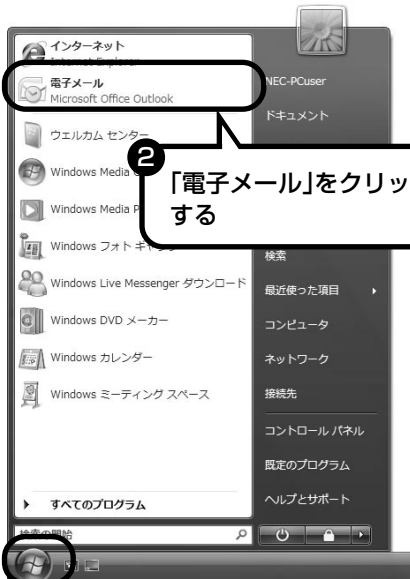 インターネット
Internet Explorer
電子メール
Microsoft Office Outlook
ウエルカム センター
Windows Media
Windows Media P
Windows フォト ギャラリー
Windows Live Messenger ダウンロード
Windows DVD メーカー
Windows カレンダー
Windows ミーティング スペース
すべてのプログラム
検索の開始
NEC-PCuser
ドキュメント
❷
「電子メール」をクリッ
する
検索
最近使った項目
コンピュータ
ネットワーク
接続先
コントロール パネル
既定のプログラム
ヘルプとサポート